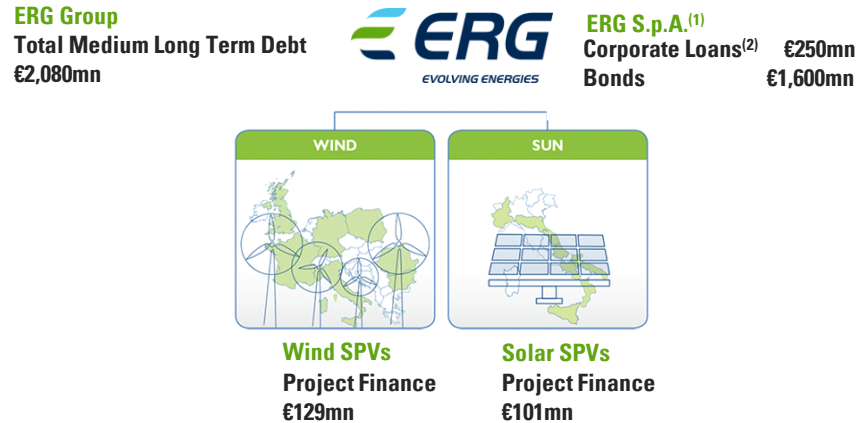 ERG Group
Total Medium Long Term Debt
€2,080mn
ERG
EVOLVING ENERGIES
ERG S.p.A.(1)
Corporate Loans(2) €250mn
Bonds €1,600mn
WIND
SUN
Wind SPVs
Project Finance
€129mn
Solar SPVs
Project Finance
€101mn